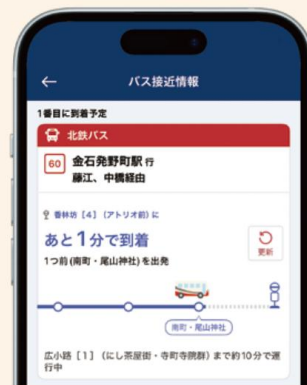 バス接近情報
1番目に到着予定
北鉄バス
60 金石発野町駅 行
藤江、中橋経由
香林坊［4］（アトリオ前）に
あと1分で到着
1つ前(南町・尾山神社)を出発
更新
南町・尾山神社
広小路［1］（にし茶屋街・寺町寺院群）まで約10分で運
行中